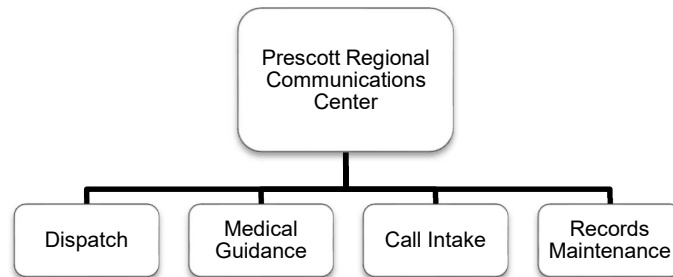 Prescott Regional
Communications
Center
Dispatch
Medical
Guidance
Call Intake
Records
Maintenance